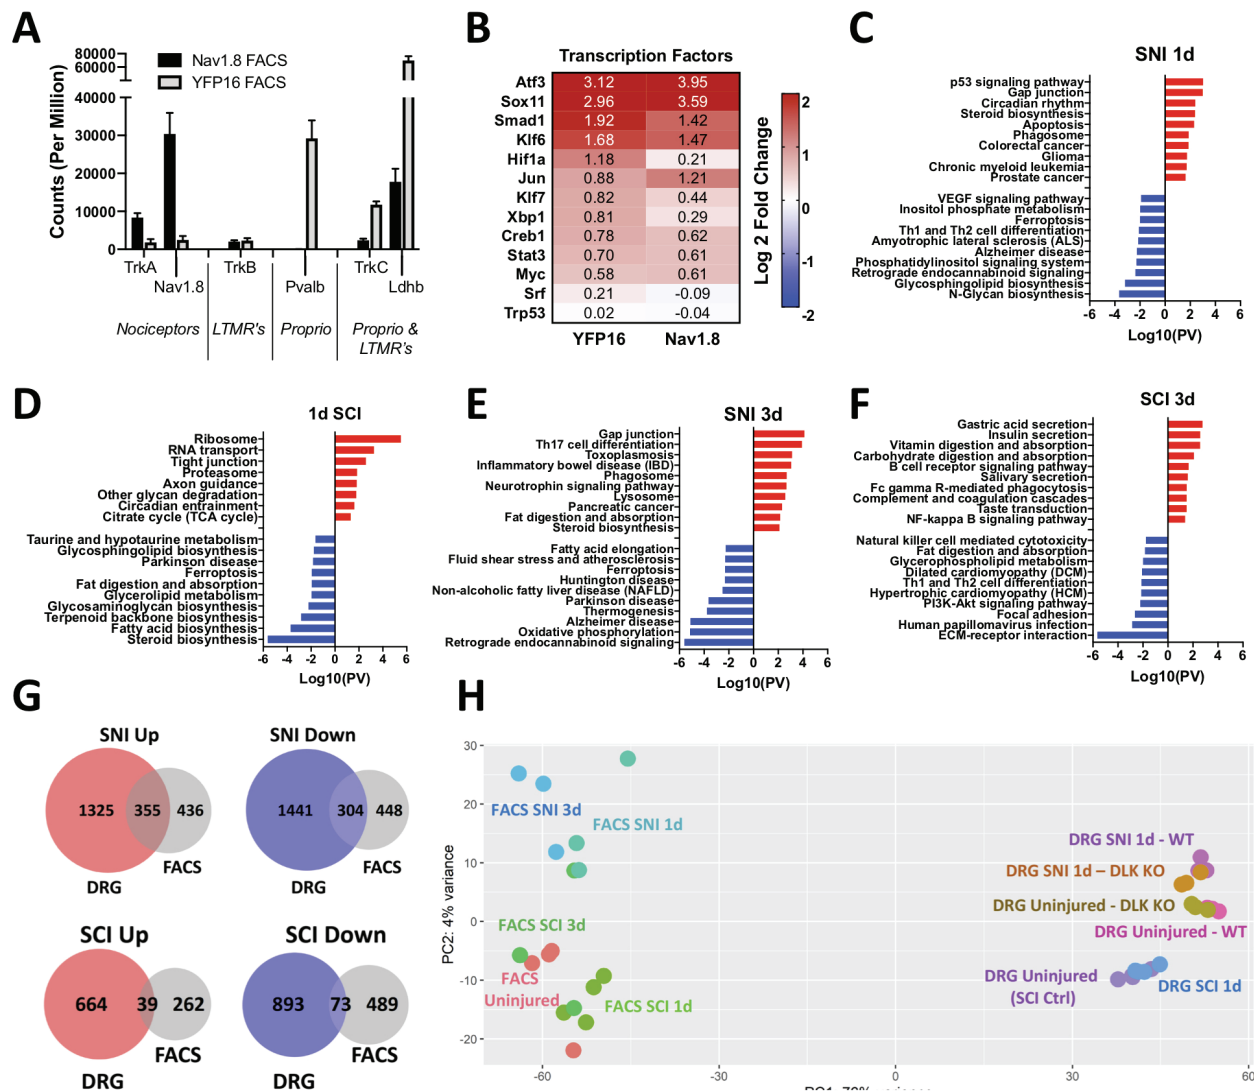 A
80000
60000
40000
30000
20000
10000
0
Counts (Per Million)
Nav1.8 FACS
YFP16 FACS
TrkA
Nav1.8
TrkB
Pvalb
TrkC
Ldhb
Nociceptors
LTMR's
Proprio
Proprio &
LTMR's
B
Transcription Factors
Atf3 3.12 3.95
Sox11 2.96 3.59
Smad1 1.92 1.42
Klf6 1.68 1.47
Hif1a 1.18 0.21
Jun 0.88 1.21
Klf7 0.82 0.44
Xbp1 0.81 0.29
Creb1 0.78 0.62
Stat3 0.70 0.61
Myc 0.58 0.61
Srf 0.21 -0.09
Trp53 0.02 -0.04
YFP16 Nav1.8
Log 2 Fold Change
2
1
0
-1
-2
C
SNI 1d
p53 signaling pathway
Gap junction
Circadian rhythm
Steroid biosynthesis
Apoptosis
Phagosome
Colorectal cancer
Glioma
Chronic myeloid leukemia
Prostate cancer
VEGF signaling pathway
Inositol phosphate metabolism
Ferroptosis
Th1 and Th2 cell differentiation
Amyotrophic lateral sclerosis (ALS)
Alzheimer disease
Phosphatidylinositol signaling system
Retrograde endocannabinoid signaling
Glycosphingolipid biosynthesis
N-Glycan biosynthesis
-6 -4 -2 0 2 4 6
Log10(PV)
D
1d SCI
Ribosome
RNA transport
Tight junction
Proteasome
Axon guidance
Other glycan degradation
Circadian entrainment
Citrate cycle (TCA cycle)
Taurine and hypotaurine metabolism
Glycosphingolipid biosynthesis
Parkinson disease
Ferroptosis
Fat digestion and absorption
Glycerolipid metabolism
Glycosaminoglycan biosynthesis
Terpenoid backbone biosynthesis
Fatty acid biosynthesis
Steroid biosynthesis
-6 -4 -2 0 2 4 6
Log10(PV)
E
SNI 3d
Gap junction
Th17 cell differentiation
Toxoplasmosis
Inflammatory bowel disease (IBD)
Phagosome
Neurotrophin signaling pathway
Lysosome
Pancreatic cancer
Fat digestion and absorption
Steroid biosynthesis
Fatty acid elongation
Fluid shear stress and atherosclerosis
Ferroptosis
Huntington disease
Non-alcoholic fatty liver disease (NAFLD)
Parkinson disease
Thermogenesis
Alzheimer disease
Oxidative phosphorylation
Retrograde endocannabinoid signaling
-6 -4 -2 0 2 4 6
Log10(PV)
F
SCI 3d
Gastric acid secretion
Insulin secretion
Vitamin digestion and absorption
Carbohydrate digestion and absorption
B cell receptor signaling pathway
Salivary secretion
Fc gamma R-mediated phagocytosis
Complement and coagulation cascades
Taste transduction
NF-kappa B signaling pathway
Natural killer cell mediated cytotoxicity
Fat digestion and absorption
Glycerophospholipid metabolism
Dilated cardiomyopathy (DCM)
Th1 and Th2 cell differentiation
Hypertrophic cardiomyopathy (HCM)
PI3K-Akt signaling pathway
Focal adhesion
Human papillomavirus infection
ECM-receptor interaction
-6 -4 -2 0 2 4 6
Log10(PV)
G
SNI Up
1325 355 436
DRG
FACS
SNI Down
1441 304 448
DRG
FACS
SCI Up
664 39 262
DRG
FACS
SCI Down
893 73 489
DRG
FACS
H
PC2: 4% variance
30
20
10
0
-10
-20
FACS SNI 3d
FACS SNI 1d
FACS SCI 3d
FACS
Uninjured
FACS SCI 1d
DRG SNI 1d - WT
DRG SNI 1d – DLK KO
DRG Uninjured - DLK KO
DRG Uninjured - WT
DRG Uninjured
(SCI Ctrl)
DRG SCI 1d
-60 -30 0 30 60